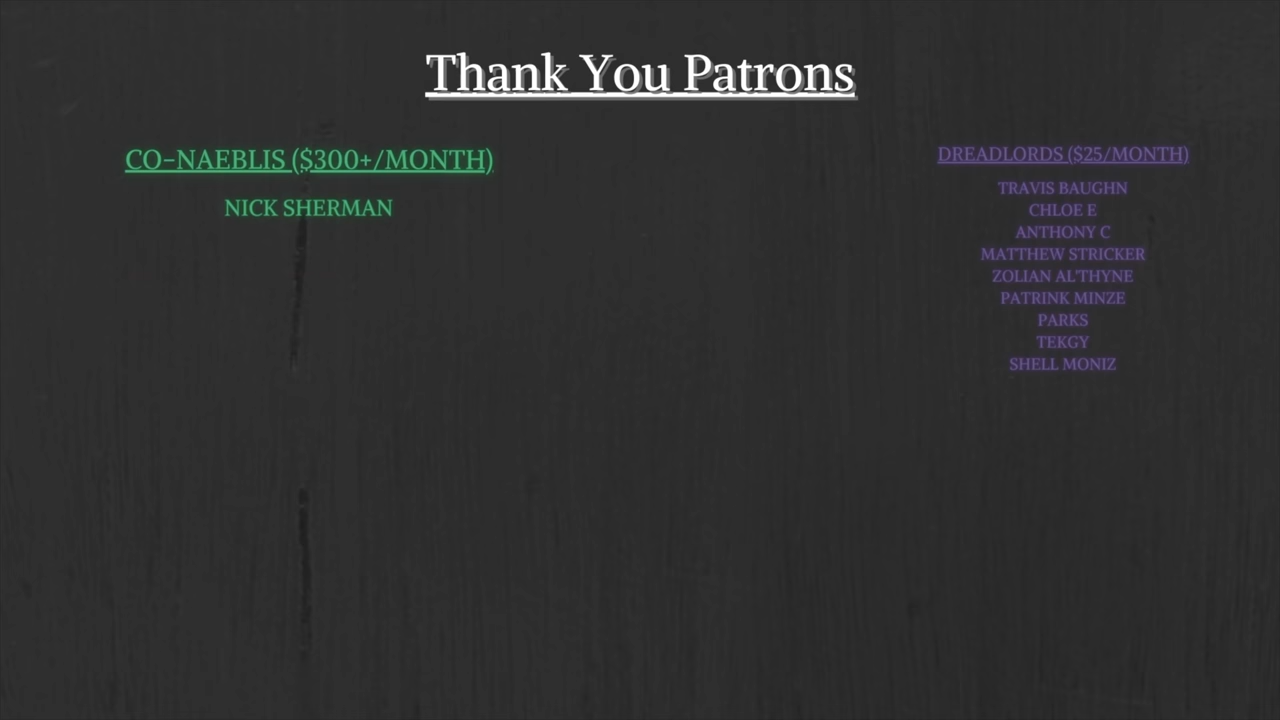 Thank You Patrons
CO-NAEBLIS ($300+/MONTH)
NICK SHERMAN
DREADLORDS ($25/MONTH)
TRAVIS BAUGHN
CHLOE E
ANTHONY C
MATTHEW STRICKER
ZOLIAN AL'THYNE
PATRINK MINZE
PARKS
TEKGY
SHELL MONIZ